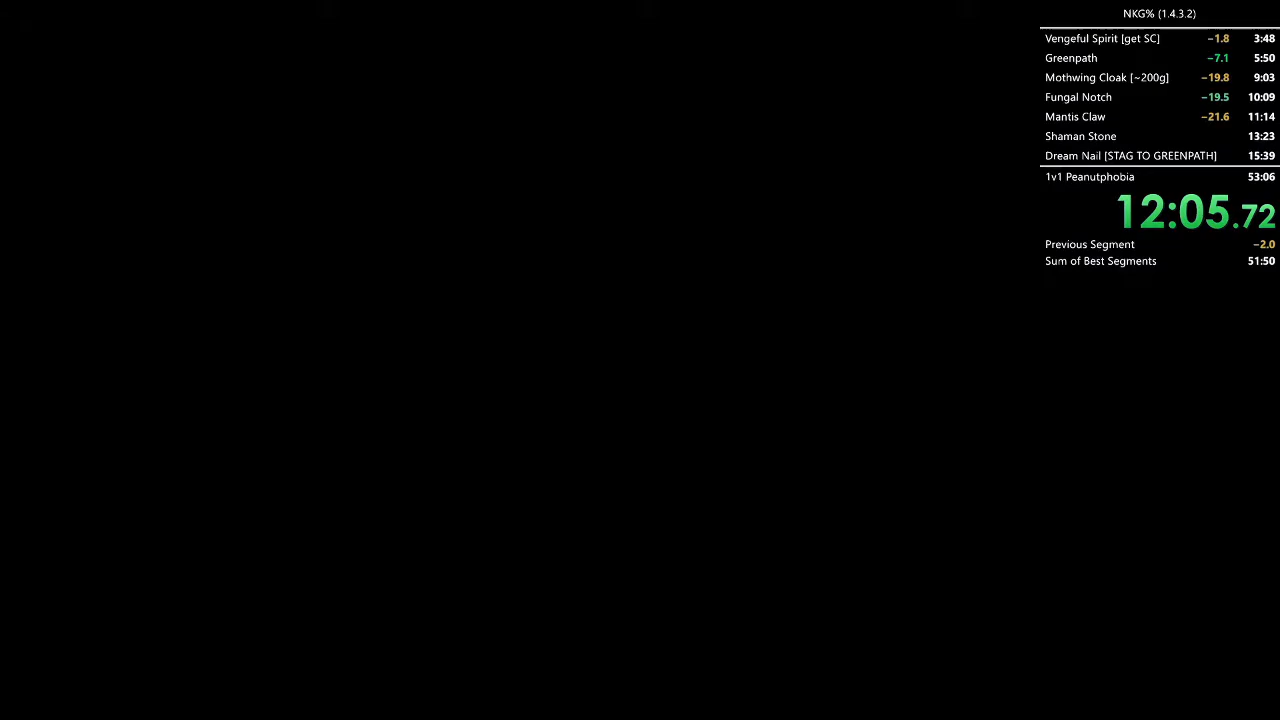 NKG% (1.4.3.2)
Vengeful Spirit [get SC] −1.8 3:48
Greenpath −7.1 5:50
Mothwing Cloak [~200g] −19.8 9:03
Fungal Notch −19.5 10:09
Mantis Claw −21.6 11:14
Shaman Stone 13:23
Dream Nail [STAG TO GREENPATH] 15:39
1v1 Peanutphobia 53:06
12:05.72
Previous Segment −2.0
Sum of Best Segments 51:50